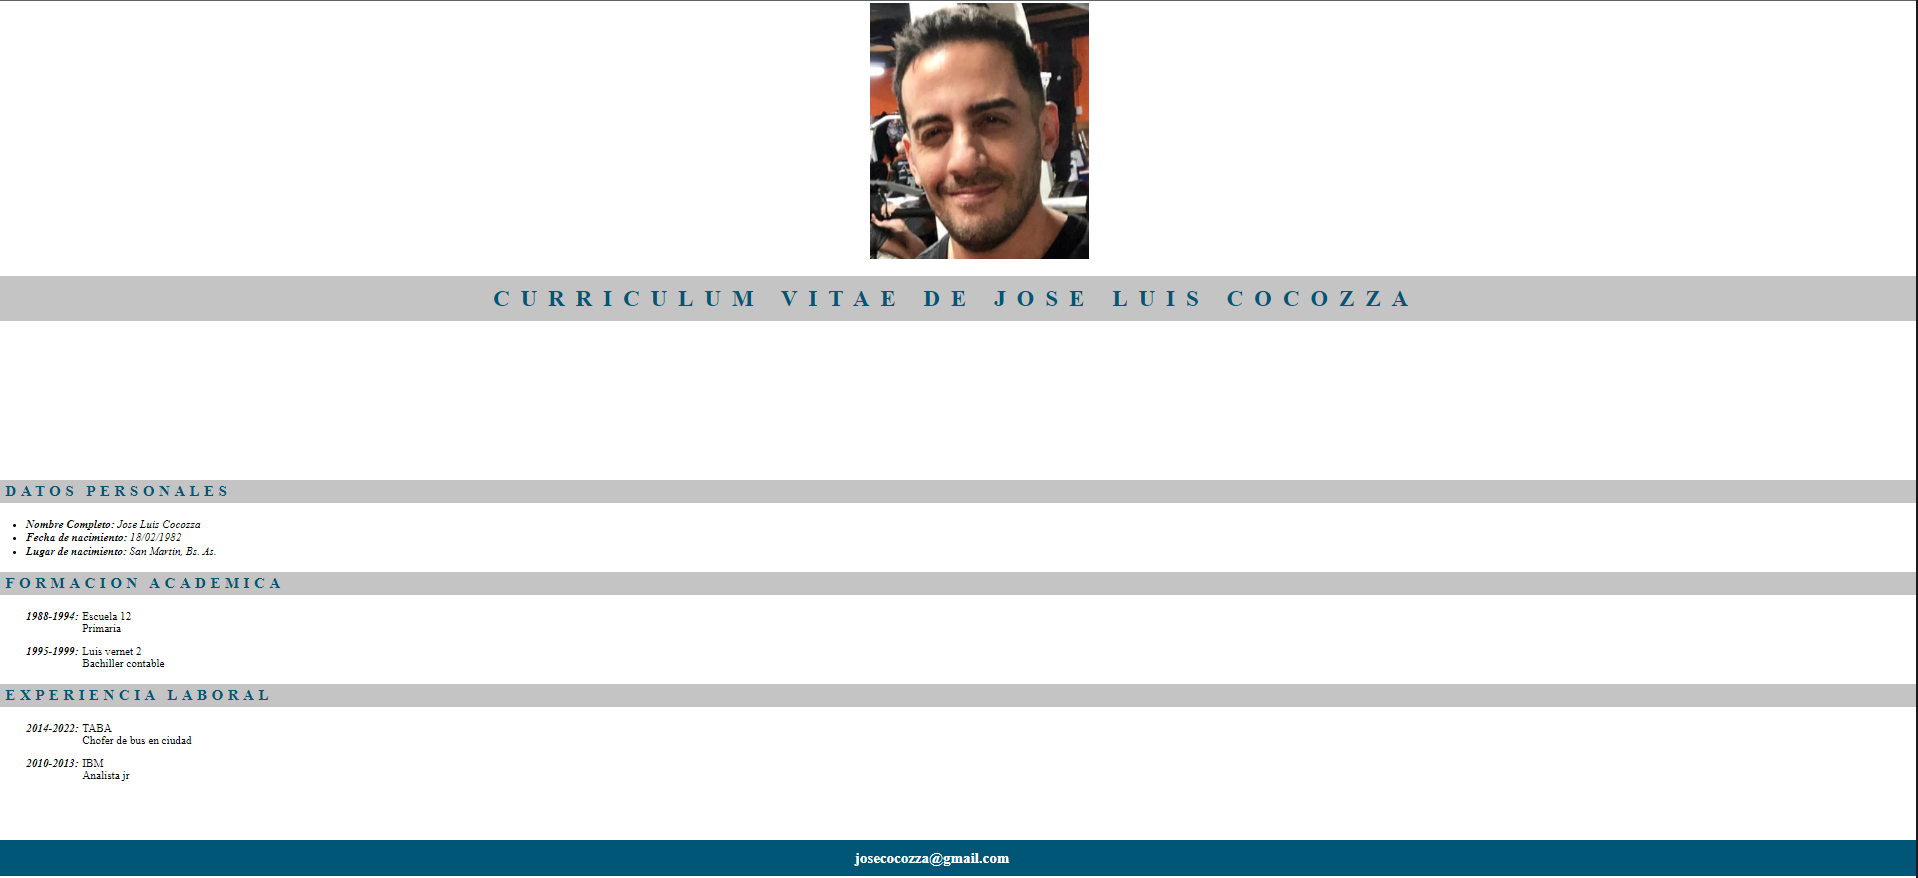 CURRICULUM VITAE DE JOSE LUIS COCOZZA
DATOS PERSONALES
• Nombre Completo: Jose Luis Cocozza
• Fecha de nacimiento: 18/02/1982
• Lugar de nacimiento: San Martin, Bs. As.
FORMACION ACADEMICA
1988-1994: Escuela 12
Primaria
1995-1999: Luis vernet 2
Bachiller contable
EXPERIENCIA LABORAL
2014-2022: TABA
Chofer de bus en ciudad
2010-2013: IBM
Analista jr
josecocozza@gmail.com